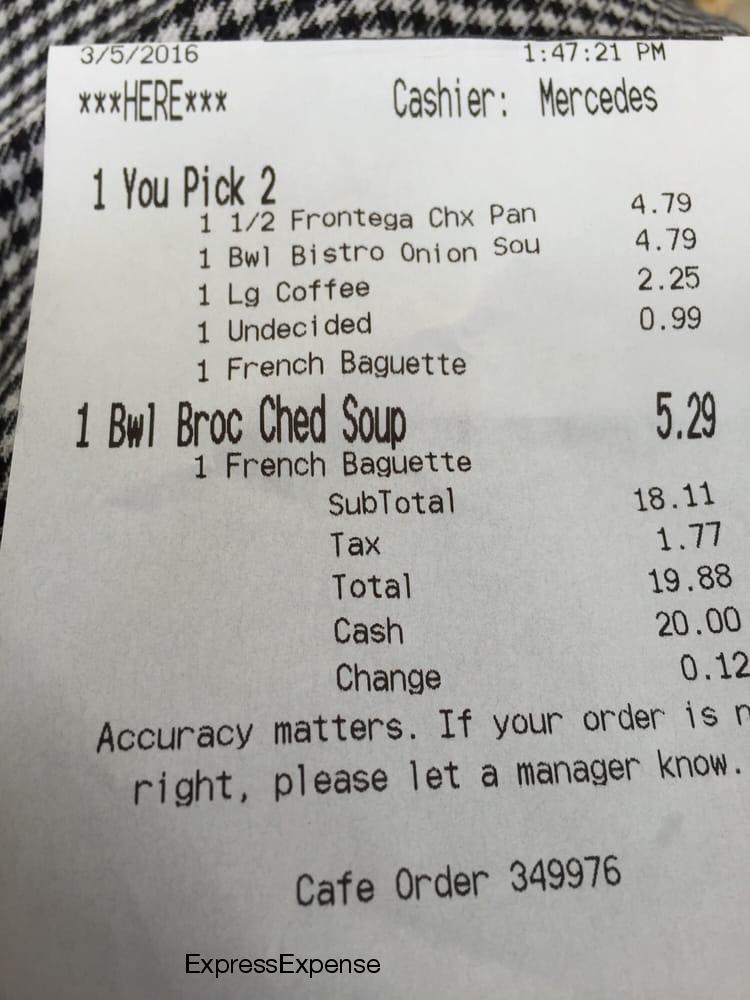 3/5/2016 1:47:21 PM
***HERE*** Cashier: Mercedes
1 You Pick 2
1 1/2 Frontega Chx Pan 4.79
1 Bwl Bistro Onion Sou 4.79
1 Lg Coffee 2.25
1 Undecided 0.99
1 French Baguette
1 Bwl Broc Ched Soup 5.29
1 French Baguette
SubTotal 18.11
Tax 1.77
Total 19.88
Cash 20.00
Change 0.12
Accuracy matters. If your order is
right, please let a manager know.
Cafe Order 349976
ExpressExpense